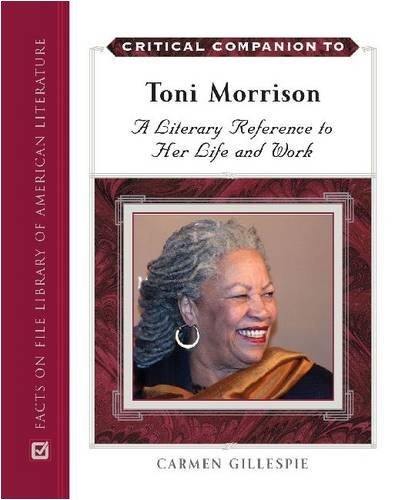 CRITICAL COMPANION TO
Toni Morrison
A Literary Reference to
Her Life and Work
CARMEN GILLESPIE
FACTS ON FILE LIBRARY OF AMERICAN LITERATURE